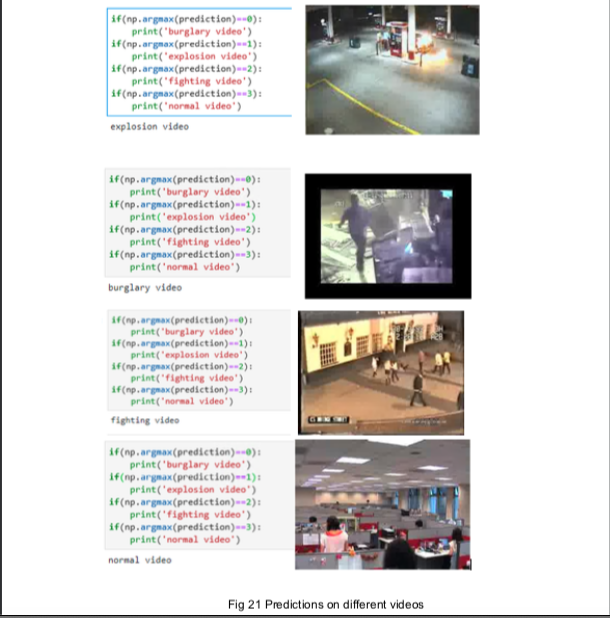 if(np.argmax(prediction)==0):
    print('burglary video')
if(np.argmax(prediction)==1):
    print('explosion video')
if(np.argmax(prediction)==2):
    print('fighting video')
if(np.argmax(prediction)==3):
    print('normal video')
explosion video
if(np.argmax(prediction)==0):
    print('burglary video')
if(np.argmax(prediction)==1):
    print('explosion video')
if(np.argmax(prediction)==2):
    print('fighting video')
if(np.argmax(prediction)==3):
    print('normal video')
burglary video
if(np.argmax(prediction)==0):
    print('burglary video')
if(np.argmax(prediction)==1):
    print('explosion video')
if(np.argmax(prediction)==2):
    print('fighting video')
if(np.argmax(prediction)==3):
    print('normal video')
fighting video
if(np.argmax(prediction)==0):
    print('burglary video')
if(np.argmax(prediction)==1):
    print('explosion video')
if(np.argmax(prediction)==2):
    print('fighting video')
if(np.argmax(prediction)==3):
    print('normal video')
normal video
Fig 21 Predictions on different videos